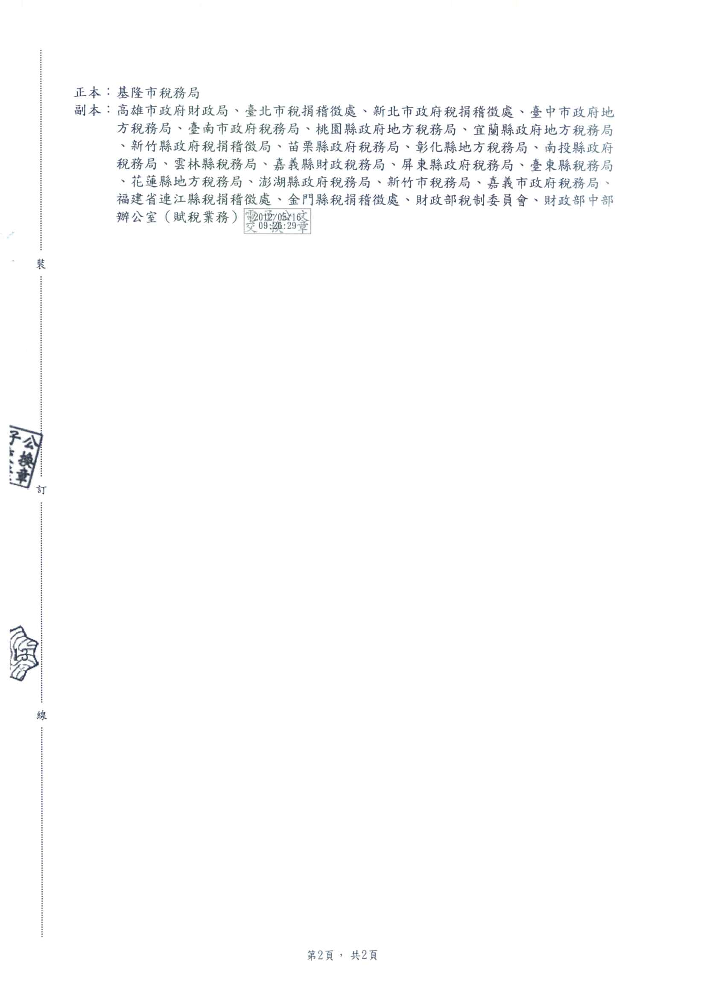 正本：基隆市稅務局
副本：高雄市政府財政局、臺北市稅捐稽徵處、新北市政府稅捐稽徵處、臺中市政府地
方稅務局、臺南市政府稅務局、桃園縣政府地方稅務局、宜蘭縣政府地方稅務局
、新竹縣政府稅捐稽徵局、苗栗縣政府稅務局、彰化縣地方稅務局、南投縣政府
稅務局、雲林縣稅務局、嘉義縣財政稅務局、屏東縣政府稅務局、臺東縣稅務局
、花蓮縣地方稅務局、澎湖縣政府稅務局、新竹市稅務局、嘉義市政府稅務局、
福建省連江縣稅捐稽徵處、金門縣稅捐稽徵處、財政部稅制委員會、財政部中部
辦公室（賦稅業務）
電子公文
交換章
2012/05/16
09:26:29
裝
子公
換
章
訂
13
線
第2頁，共2頁